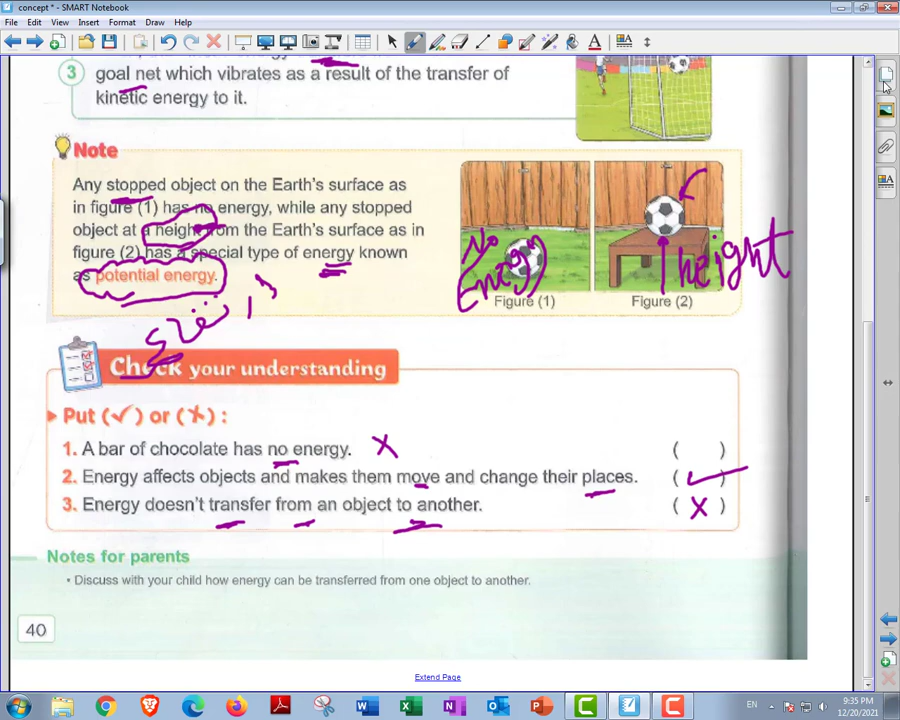 concept * - SMART Notebook
File Edit View Insert Format Draw Help
3
goal net which vibrates as a result of the transfer of
kinetic energy to it.
Note
Any stopped object on the Earth's surface as
in figure (1) has no energy, while any stopped
object at a height from the Earth's surface as in
figure (2) has a special type of energy known
as potential energy.
No
Energy
height
Figure (1) Figure (2)
Check your understanding
Put (✓) or (✗) :
1. A bar of chocolate has no energy. X ( )
2. Energy affects objects and makes them move and change their places. (✓)
3. Energy doesn't transfer from an object to another. (X)
Notes for parents
• Discuss with your child how energy can be transferred from one object to another.
40
Extend Page
EN 9:35 PM
12/20/2021